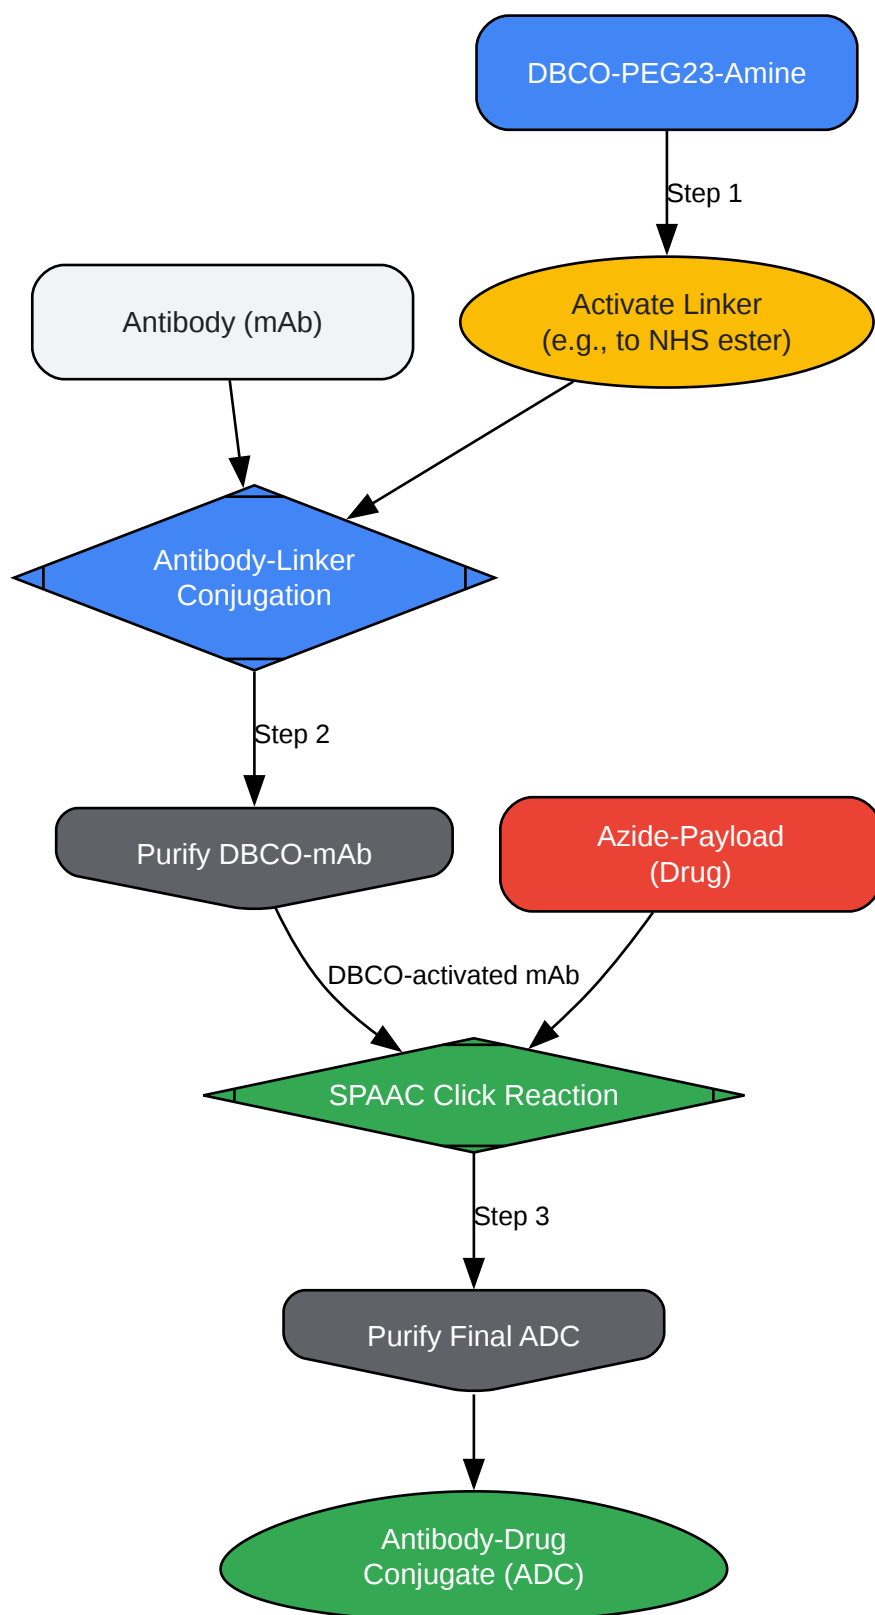 DBCO-PEG23-Amine
Step 1
Antibody (mAb)
Activate Linker
(e.g., to NHS ester)
Antibody-Linker
Conjugation
Step 2
Purify DBCO-mAb
Azide-Payload
(Drug)
DBCO-activated mAb
SPAAC Click Reaction
Step 3
Purify Final ADC
Antibody-Drug
Conjugate (ADC)